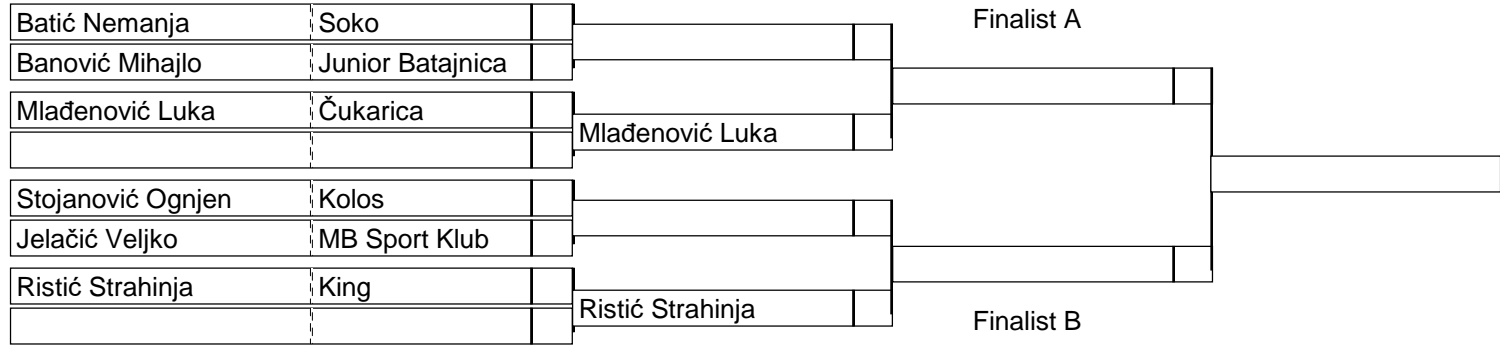 Batić Nemanja Soko
Banović Mihajlo Junior Batajnica
Mlađenović Luka Čukarica
Stojanović Ognjen Kolos
Jelačić Veljko MB Sport Klub
Ristić Strahinja King
Mlađenović Luka
Ristić Strahinja
Finalist A
Finalist B